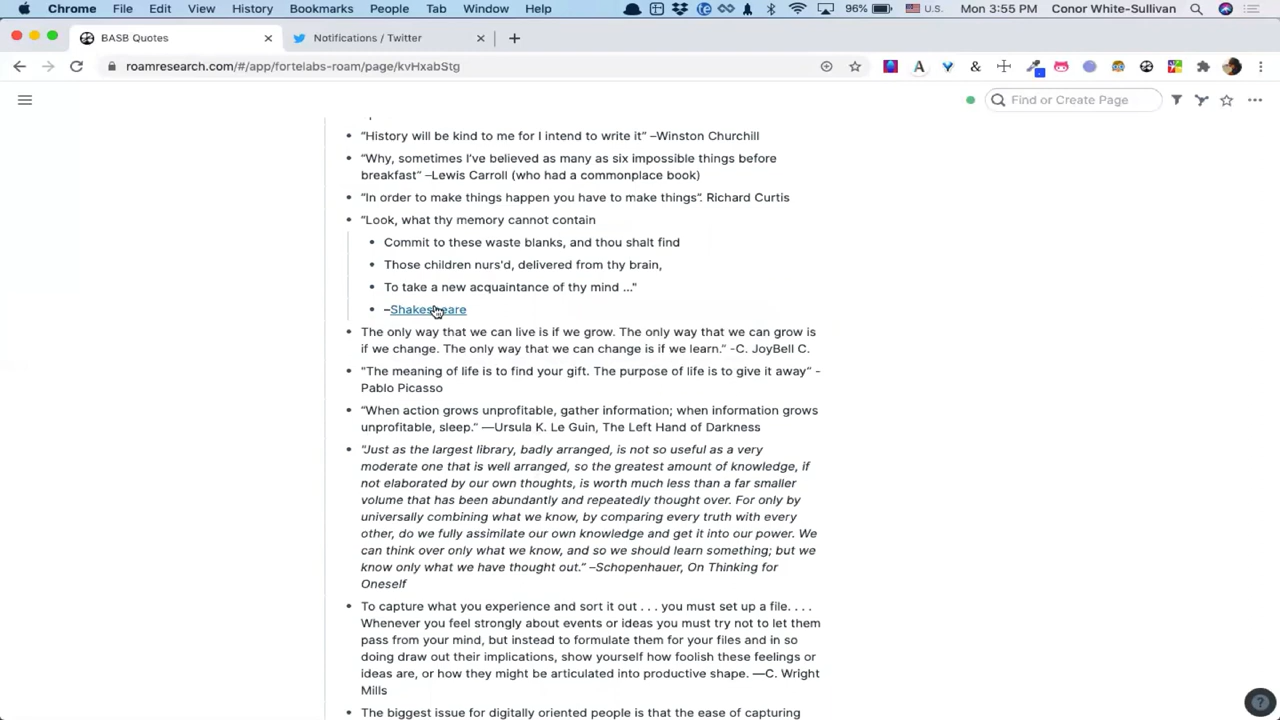 Chrome File Edit View History Bookmarks People Tab Window Help 96% U.S. Mon 3:55 PM Conor White-Sullivan
BASB Quotes Notifications / Twitter
roamresearch.com/#/app/fortelabs-roam/page/kvHxabStg
Find or Create Page
"History will be kind to me for I intend to write it" –Winston Churchill
"Why, sometimes I've believed as many as six impossible things before
breakfast" –Lewis Carroll (who had a commonplace book)
"In order to make things happen you have to make things". Richard Curtis
"Look, what thy memory cannot contain
Commit to these waste blanks, and thou shalt find
Those children nurs'd, delivered from thy brain,
To take a new acquaintance of thy mind ..."
–Shakespeare
The only way that we can live is if we grow. The only way that we can grow is
if we change. The only way that we can change is if we learn." -C. JoyBell C.
"The meaning of life is to find your gift. The purpose of life is to give it away" -
Pablo Picasso
"When action grows unprofitable, gather information; when information grows
unprofitable, sleep." —Ursula K. Le Guin, The Left Hand of Darkness
"Just as the largest library, badly arranged, is not so useful as a very
moderate one that is well arranged, so the greatest amount of knowledge, if
not elaborated by our own thoughts, is worth much less than a far smaller
volume that has been abundantly and repeatedly thought over. For only by
universally combining what we know, by comparing every truth with every
other, do we fully assimilate our own knowledge and get it into our power. We
can think over only what we know, and so we should learn something; but we
know only what we have thought out." –Schopenhauer, On Thinking for
Oneself
To capture what you experience and sort it out . . . you must set up a file. . . .
Whenever you feel strongly about events or ideas you must try not to let them
pass from your mind, but instead to formulate them for your files and in so
doing draw out their implications, show yourself how foolish these feelings or
ideas are, or how they might be articulated into productive shape. —C. Wright
Mills
The biggest issue for digitally oriented people is that the ease of capturing